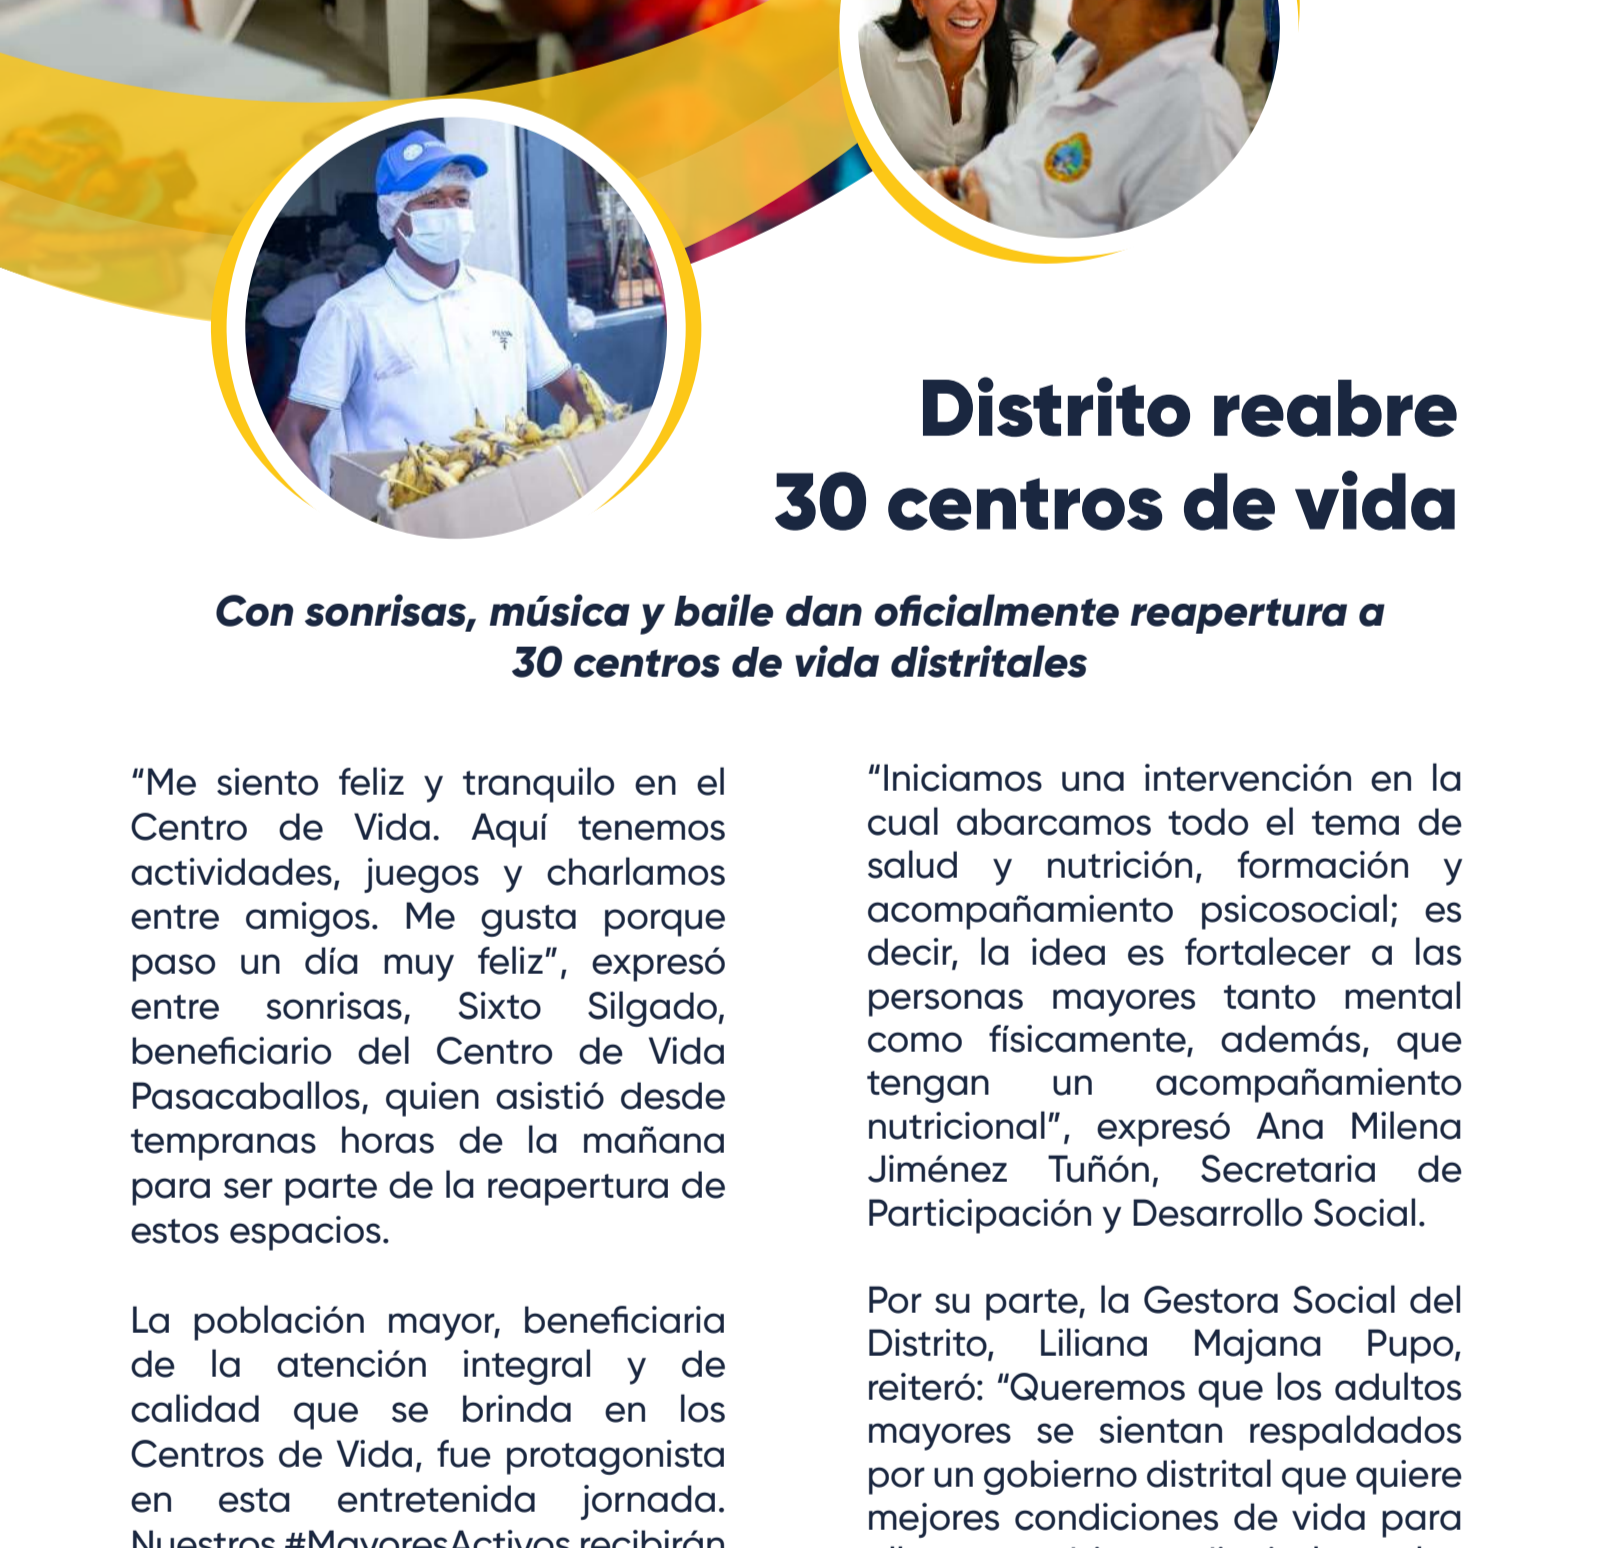 Distrito reabre
30 centros de vida
Con sonrisas, música y baile dan oficialmente reapertura a
30 centros de vida distritales
“Me siento feliz y tranquilo en el
Centro de Vida. Aquí tenemos
actividades, juegos y charlamos
entre amigos. Me gusta porque
paso un día muy feliz”, expresó
entre sonrisas, Sixto Silgado,
beneficiario del Centro de Vida
Pasacaballos, quien asistió desde
tempranas horas de la mañana
para ser parte de la reapertura de
estos espacios.
La población mayor, beneficiaria
de la atención integral y de
calidad que se brinda en los
Centros de Vida, fue protagonista
en esta entretenida jornada.
Nuestros #MayoresActivos recibirán
“Iniciamos una intervención en la
cual abarcamos todo el tema de
salud y nutrición, formación y
acompañamiento psicosocial; es
decir, la idea es fortalecer a las
personas mayores tanto mental
como físicamente, además, que
tengan un acompañamiento
nutricional”, expresó Ana Milena
Jiménez Tuñón, Secretaria de
Participación y Desarrollo Social.
Por su parte, la Gestora Social del
Distrito, Liliana Majana Pupo,
reiteró: “Queremos que los adultos
mayores se sientan respaldados
por un gobierno distrital que quiere
mejores condiciones de vida para